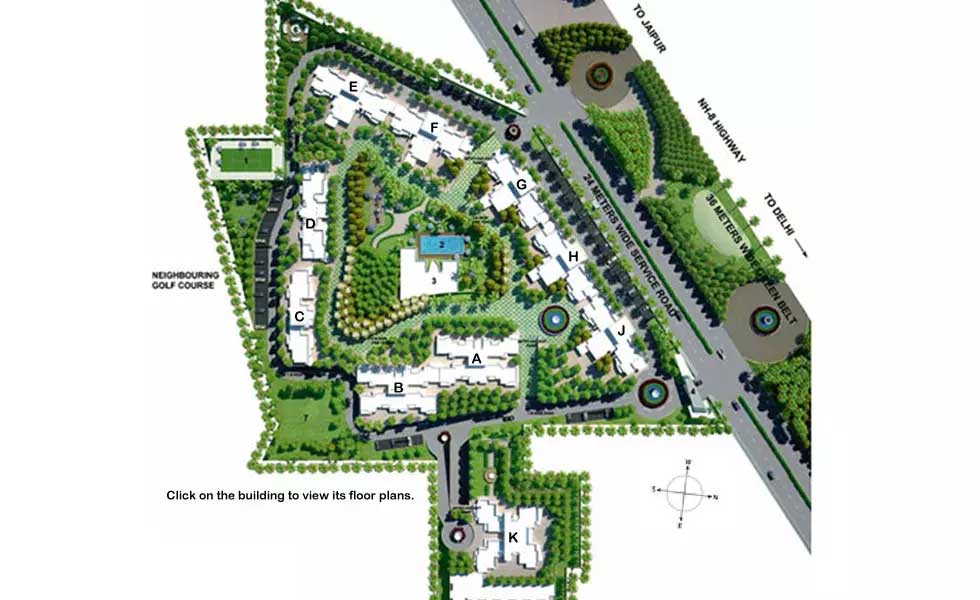 TO JAIPUR
NH-8 HIGHWAY
TO DELHI
24 METERS WIDE SERVICE ROAD
36 METERS WIDE GREEN BELT
E
F
1
G
D
2
H
NEIGHBOURING
GOLF COURSE
3
C
J
A
B
7
Click on the building to view its floor plans.
W
S
N
E
K